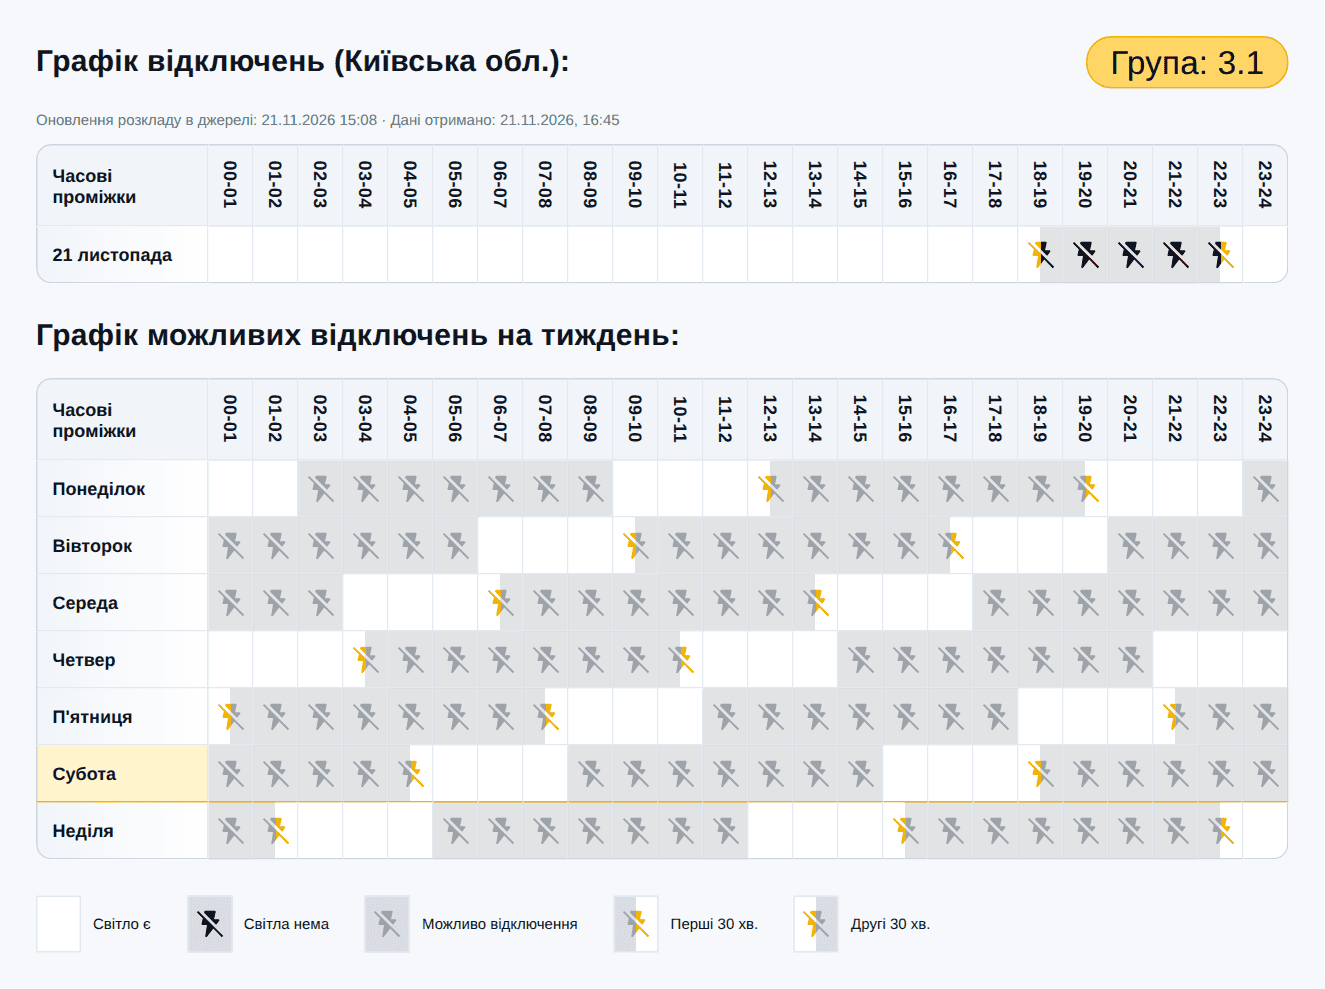 Графік відключень (Київська обл.):
Група: 3.1
Оновлення розкладу в джерелі: 21.11.2026 15:08 · Дані отримано: 21.11.2026, 16:45
Часові
проміжки
00-01 01-02 02-03 03-04 04-05 05-06 06-07 07-08 08-09 09-10 10-11 11-12 12-13 13-14 14-15 15-16 16-17 17-18 18-19 19-20 20-21 21-22 22-23 23-24
21 листопада
Графік можливих відключень на тиждень:
Часові
проміжки
00-01 01-02 02-03 03-04 04-05 05-06 06-07 07-08 08-09 09-10 10-11 11-12 12-13 13-14 14-15 15-16 16-17 17-18 18-19 19-20 20-21 21-22 22-23 23-24
Понеділок
Вівторок
Середа
Четвер
П'ятниця
Субота
Неділя
Світло є
Світла нема
Можливо відключення
Перші 30 хв.
Другі 30 хв.